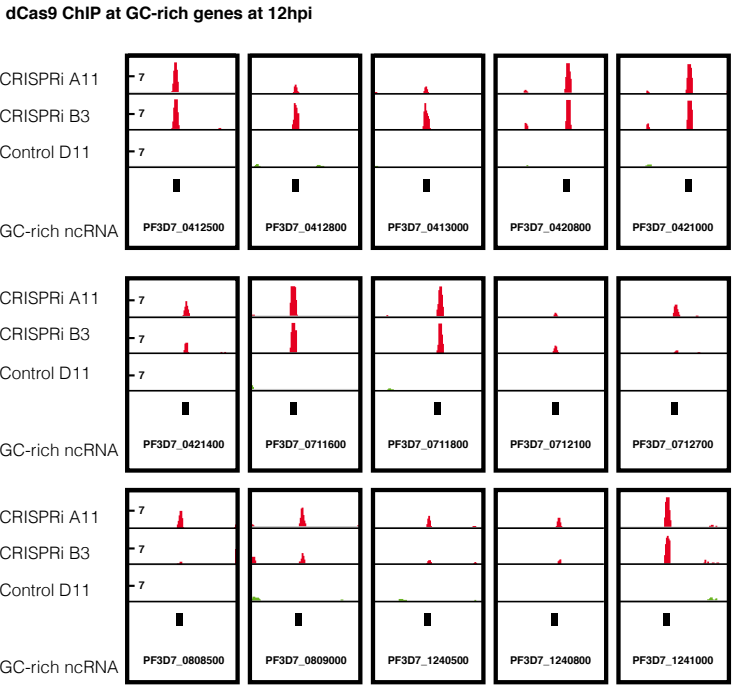 dCas9 ChIP at GC-rich genes at 12hpi
CRISPRi A11 7
CRISPRi B3 7
Control D11 7
GC-rich ncRNA PF3D7_0412500 PF3D7_0412800 PF3D7_0413000 PF3D7_0420800 PF3D7_0421000
CRISPRi A11 7
CRISPRi B3 7
Control D11 7
GC-rich ncRNA PF3D7_0421400 PF3D7_0711600 PF3D7_0711800 PF3D7_0712100 PF3D7_0712700
CRISPRi A11 7
CRISPRi B3 7
Control D11 7
GC-rich ncRNA PF3D7_0808500 PF3D7_0809000 PF3D7_1240500 PF3D7_1240800 PF3D7_1241000